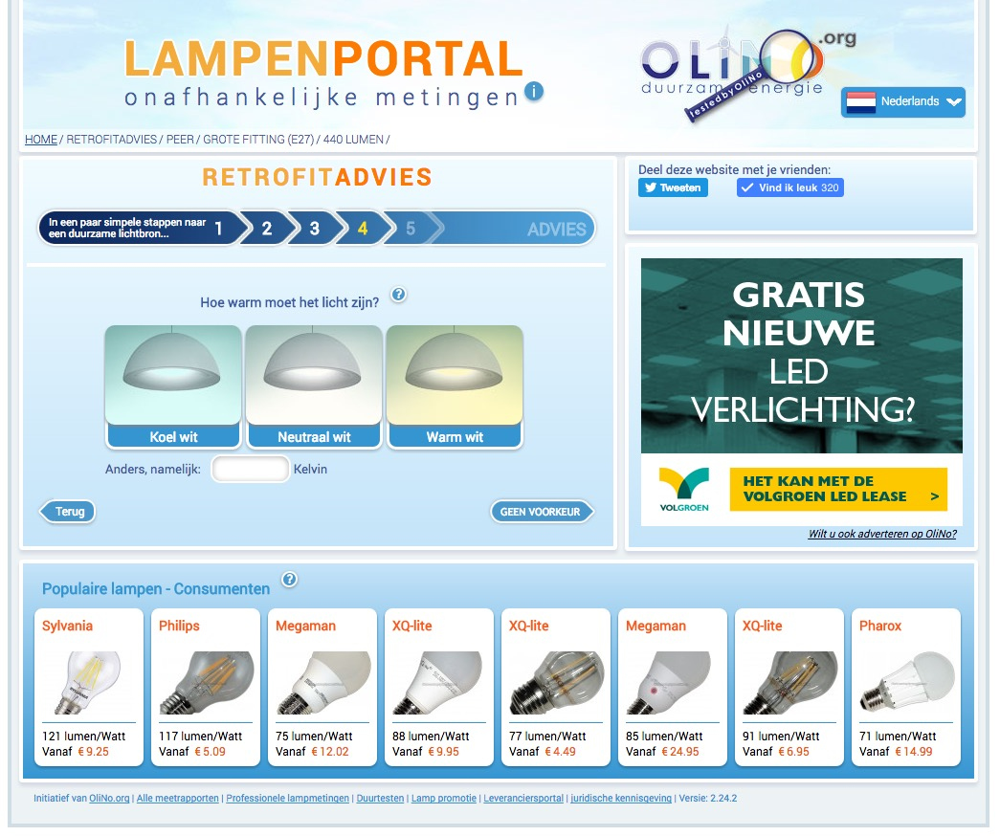 LAMPENPORTAL
onafhankelijke metingen
i
OLiNO.org
duurzame energie
testedbyOliNo
Nederlands
HOME / RETROFITADVIES / PEER / GROTE FITTING (E27) / 440 LUMEN /
RETROFITADVIES
In een paar simpele stappen naar
een duurzame lichtbron...
1 2 3 4 5 ADVIES
Hoe warm moet het licht zijn? ?
Koel wit
Neutraal wit
Warm wit
Anders, namelijk: Kelvin
Terug
GEEN VOORKEUR
Deel deze website met je vrienden:
Tweeten
Vind ik leuk 320
GRATIS
NIEUWE
LED
VERLICHTING?
VOLGROEN
HET KAN MET DE
VOLGROEN LED LEASE >
Wilt u ook adverteren op OliNo?
Populaire lampen - Consumenten ?
Sylvania
121 lumen/Watt
Vanaf € 9.25
Philips
117 lumen/Watt
Vanaf € 5.09
Megaman
75 lumen/Watt
Vanaf € 12.02
XQ-lite
88 lumen/Watt
Vanaf € 9.95
XQ-lite
77 lumen/Watt
Vanaf € 4.49
Megaman
85 lumen/Watt
Vanaf € 24.95
XQ-lite
91 lumen/Watt
Vanaf € 6.95
Pharox
71 lumen/Watt
Vanaf € 14.99
Initiatief van OliNo.org | Alle meetrapporten | Professionele lampmetingen | Duurtesten | Lamp promotie | Leveranciersportal | juridische kennisgeving | Versie: 2.24.2